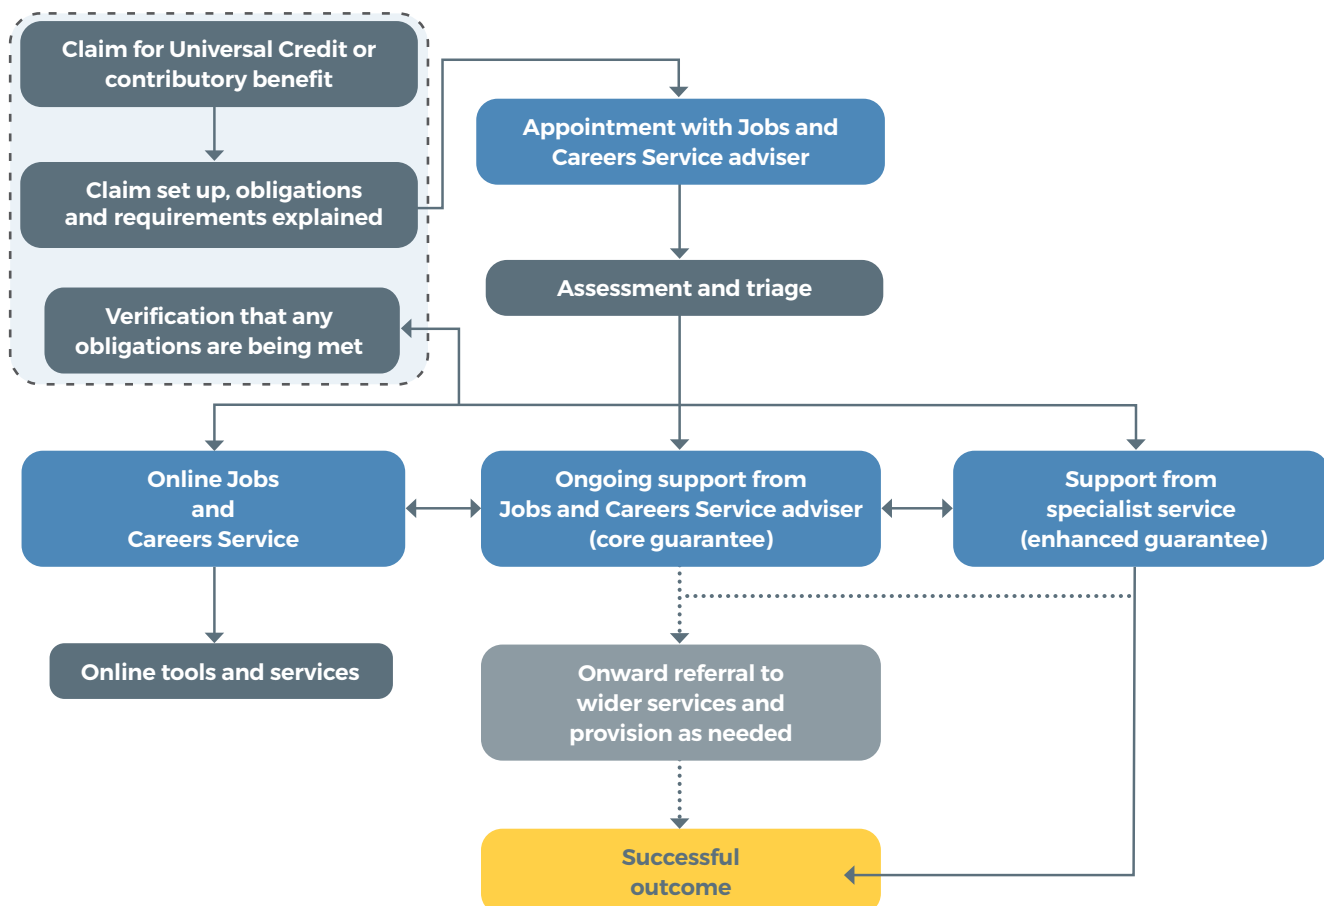 Claim for Universal Credit or
contributory benefit
Claim set up, obligations
and requirements explained
Verification that any
obligations are being met
Appointment with Jobs and
Careers Service adviser
Assessment and triage
Online Jobs
and
Careers Service
Ongoing support from
Jobs and Careers Service adviser
(core guarantee)
Support from
specialist service
(enhanced guarantee)
Online tools and services
Onward referral to
wider services and
provision as needed
Successful
outcome